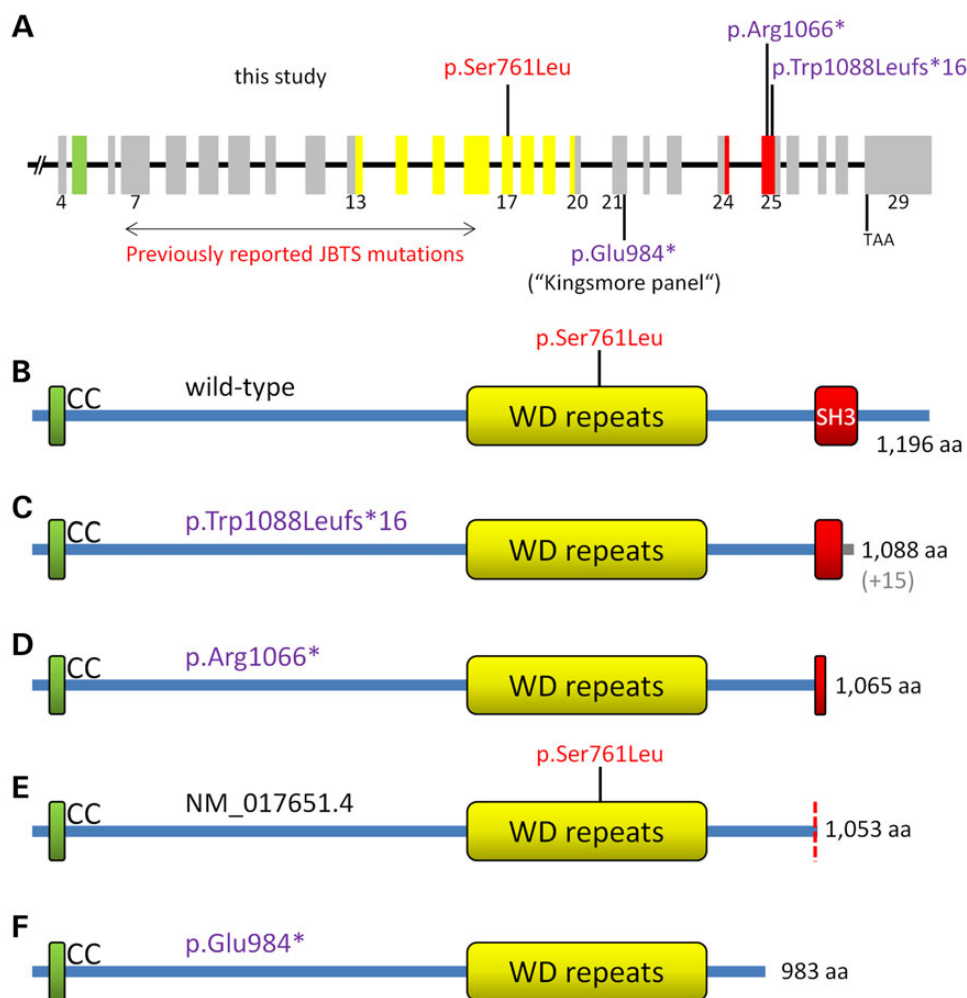 A
p.Arg1066*
this study
p.Ser761Leu
p.Trp1088Leufs*16
4
7
13
17
20
21
24
25
29
Previously reported JBTS mutations
p.Glu984*
("Kingsmore panel“)
TAA
p.Ser761Leu
B
CC
wild-type
WD repeats
SH3
1,196 aa
C
CC
p.Trp1088Leufs*16
WD repeats
1,088 aa
(+15)
D
CC
p.Arg1066*
WD repeats
1,065 aa
p.Ser761Leu
E
CC
NM_017651.4
WD repeats
1,053 aa
F
CC
p.Glu984*
WD repeats
983 aa